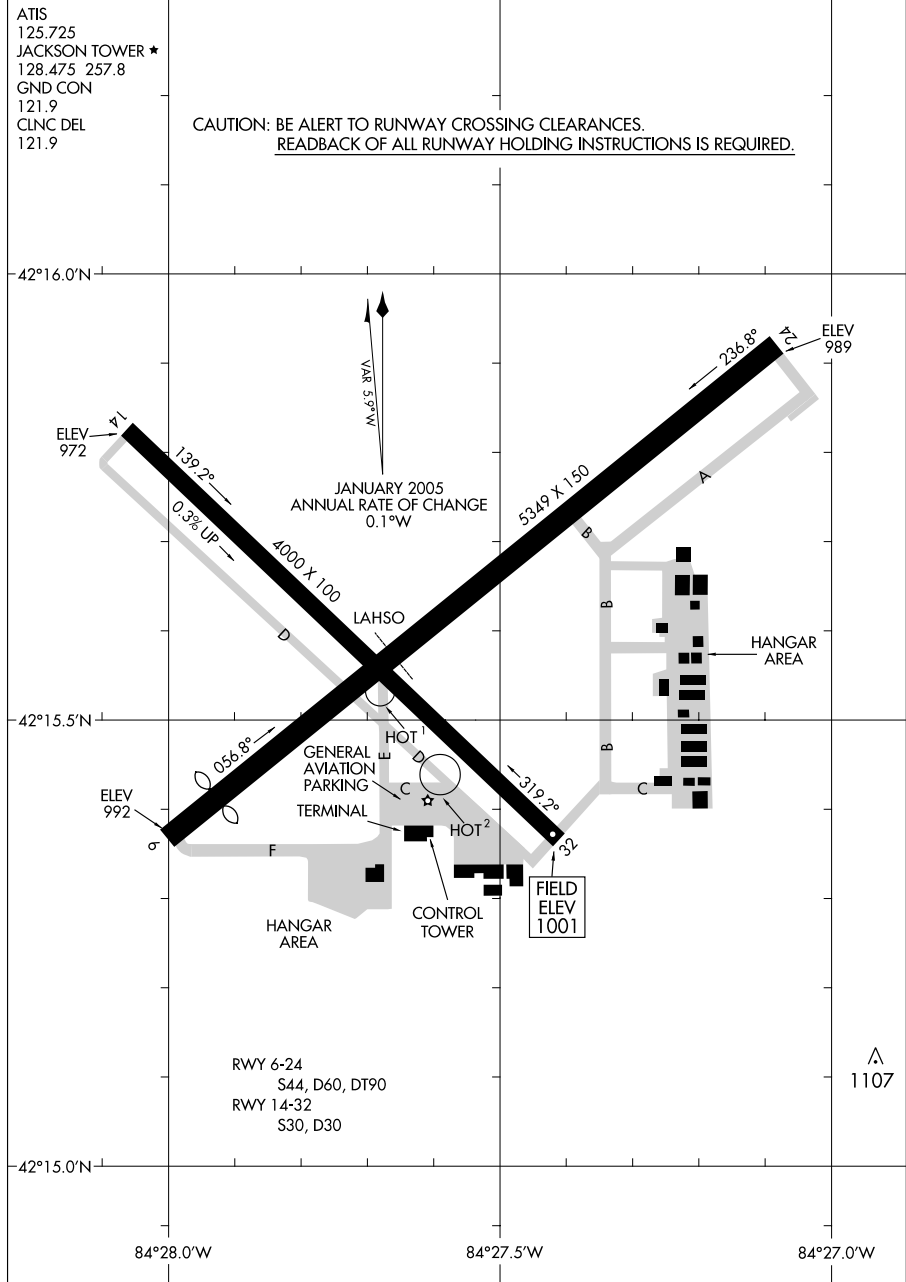 ATIS
125.725
JACKSON TOWER ★
128.475 257.8
GND CON
121.9
CLNC DEL
121.9
CAUTION: BE ALERT TO RUNWAY CROSSING CLEARANCES.
READBACK OF ALL RUNWAY HOLDING INSTRUCTIONS IS REQUIRED.
42°16.0'N
VAR 5.9° W
JANUARY 2005
ANNUAL RATE OF CHANGE
0.1°W
24
ELEV
989
236.8°
14
ELEV
972
139.2°
0.3% UP
4000 X 100
5349 X 150
A
B
B
B
D
LAHSO
HANGAR
AREA
42°15.5'N
HOT 1
056.8°
E
D
GENERAL
AVIATION
PARKING
C
C
319.2°
ELEV
992
TERMINAL
HOT 2
6
F
32
FIELD
ELEV
1001
CONTROL
TOWER
HANGAR
AREA
RWY 6-24
S44, D60, DT90
RWY 14-32
S30, D30
1107
42°15.0'N
84°28.0'W
84°27.5'W
84°27.0'W